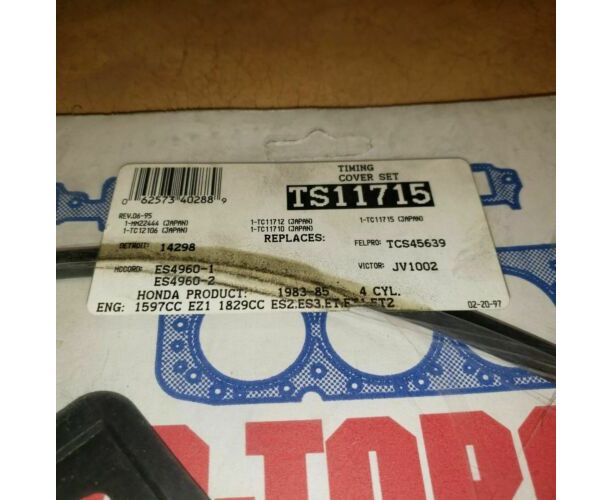 TIMING
COVER SET
TS11715
0 62573 40288 9
REV.06-95
1-MM22444 (JAPAN) 1-TC11712 (JAPAN) 1-TC11715 (JAPAN)
1-TC12106 (JAPAN) 1-TC11710 (JAPAN)
REPLACES:
DETROIT: 14298 FELPRO: TCS45639
MCCORD: ES4960-1 VICTOR: JV1002
ES4960-2
HONDA PRODUCT: 1983-85 4 CYL.
ENG: 1597CC EZ1 1829CC ES2,ES3,ET,ET2
02-20-97
-TORQ